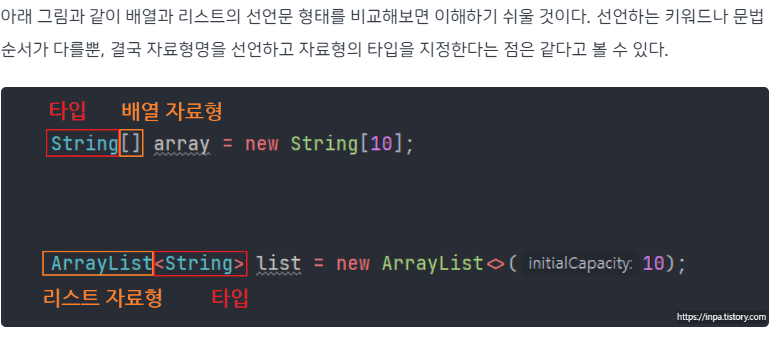 아래 그림과 같이 배열과 리스트의 선언문 형태를 비교해보면 이해하기 쉬울 것이다. 선언하는 키워드나 문법
순서가 다를뿐, 결국 자료형명을 선언하고 자료형의 타입을 지정한다는 점은 같다고 볼 수 있다.
타입 배열 자료형
String[] array = new String[10];
ArrayList<String> list = new ArrayList<>( initialCapacity: 10);
리스트 자료형 타입
https://inpa.tistory.com